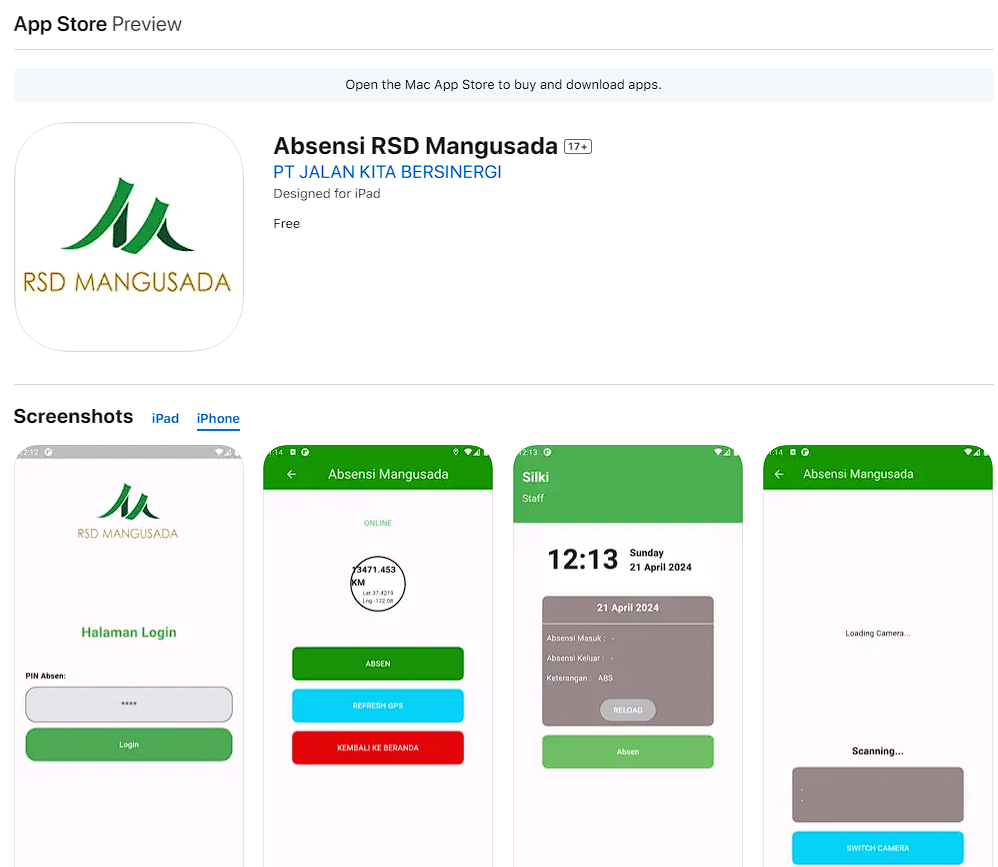 App Store Preview
Open the Mac App Store to buy and download apps.
RSD MANGUSADA
Absensi RSD Mangusada 17+
PT JALAN KITA BERSINERGI
Designed for iPad
Free
Screenshots iPad iPhone
12:12
RSD MANGUSADA
Halaman Login
PIN Absen:
****
Login
1:14
Absensi Mangusada
ONLINE
13471.453
KM
Lat:37.4219
Lng:-122.08
ABSEN
REFRESH GPS
KEMBALI KE BERANDA
12:13
Silki
Staff
12:13
Sunday
21 April 2024
21 April 2024
Absensi Masuk : -
Absensi Keluar : -
Keterangan : ABS
RELOAD
Absen
1:14
Absensi Mangusada
Loading Camera...
Scanning...
-
-
SWITCH CAMERA